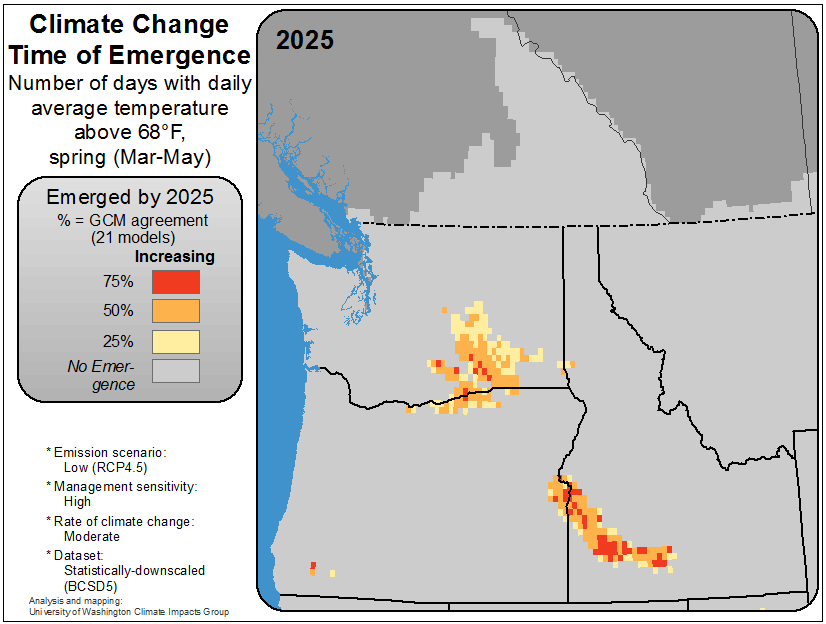 Climate Change
Time of Emergence
Number of days with daily
average temperature
above 68°F,
spring (Mar-May)
Emerged by 2025
% = GCM agreement
(21 models)
Increasing
75%
50%
25%
No Emer-
gence
* Emission scenario:
Low (RCP4.5)
* Management sensitivity:
High
* Rate of climate change:
Moderate
* Dataset:
Statistically-downscaled
(BCSD5)
Analysis and mapping:
University of Washington Climate Impacts Group
2025